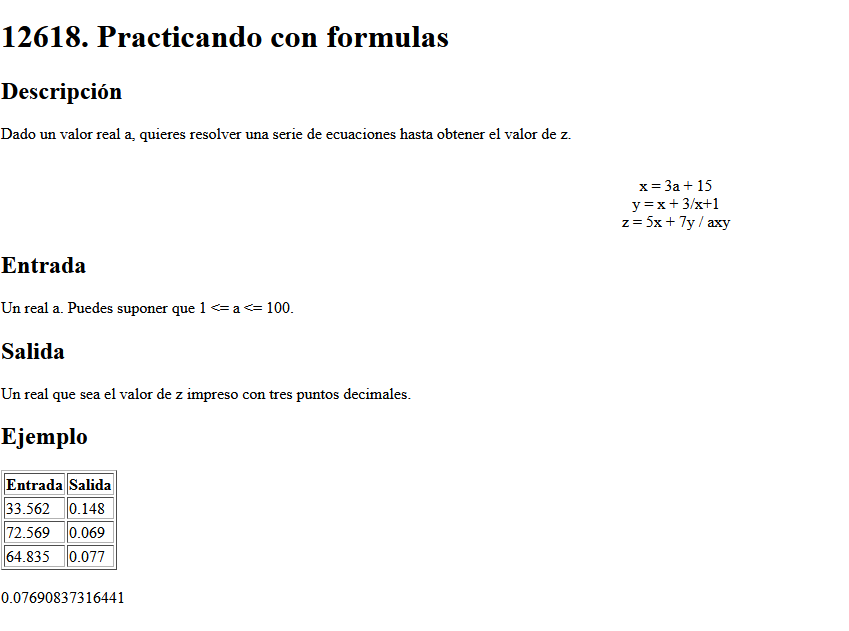 12618. Practicando con formulas
Descripción
Dado un valor real a, quieres resolver una serie de ecuaciones hasta obtener el valor de z.
x = 3a + 15
y = x + 3/x+1
z = 5x + 7y / axy
Entrada
Un real a. Puedes suponer que 1 <= a <= 100.
Salida
Un real que sea el valor de z impreso con tres puntos decimales.
Ejemplo
Entrada Salida
33.562 0.148
72.569 0.069
64.835 0.077
0.07690837316441